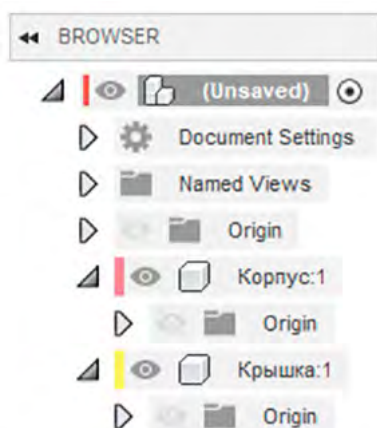 BROWSER
(Unsaved)
Document Settings
Named Views
Origin
Корпус:1
Origin
Крышка:1
Origin